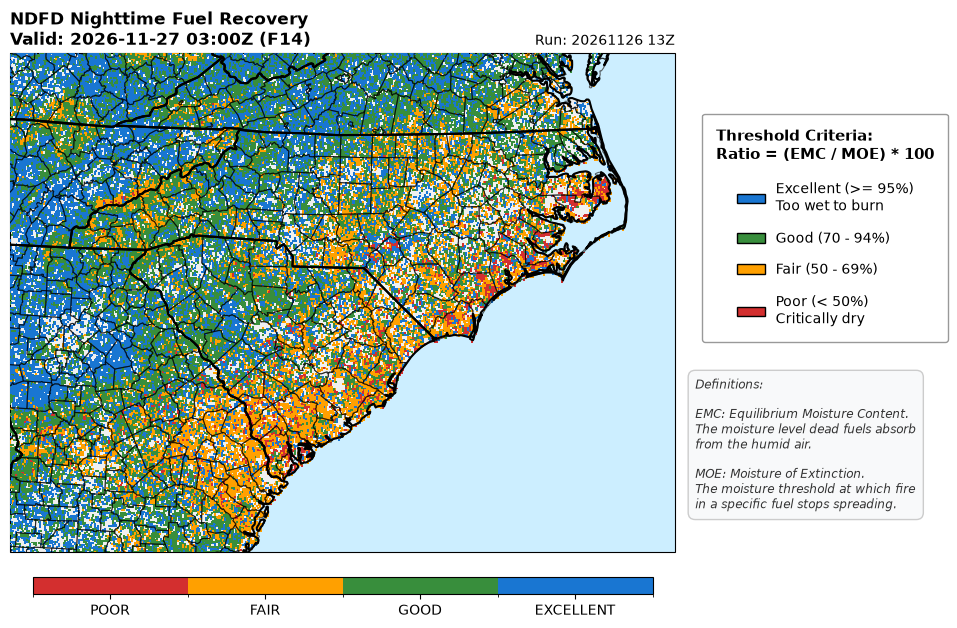 NDFD Nighttime Fuel Recovery
Valid: 2026-11-27 03:00Z (F14)
Run: 20261126 13Z
Threshold Criteria:
Ratio = (EMC / MOE) * 100
Excellent (>= 95%)
Too wet to burn
Good (70 - 94%)
Fair (50 - 69%)
Poor (< 50%)
Critically dry
Definitions:
EMC: Equilibrium Moisture Content.
The moisture level dead fuels absorb
from the humid air.
MOE: Moisture of Extinction.
The moisture threshold at which fire
in a specific fuel stops spreading.
POOR
FAIR
GOOD
EXCELLENT